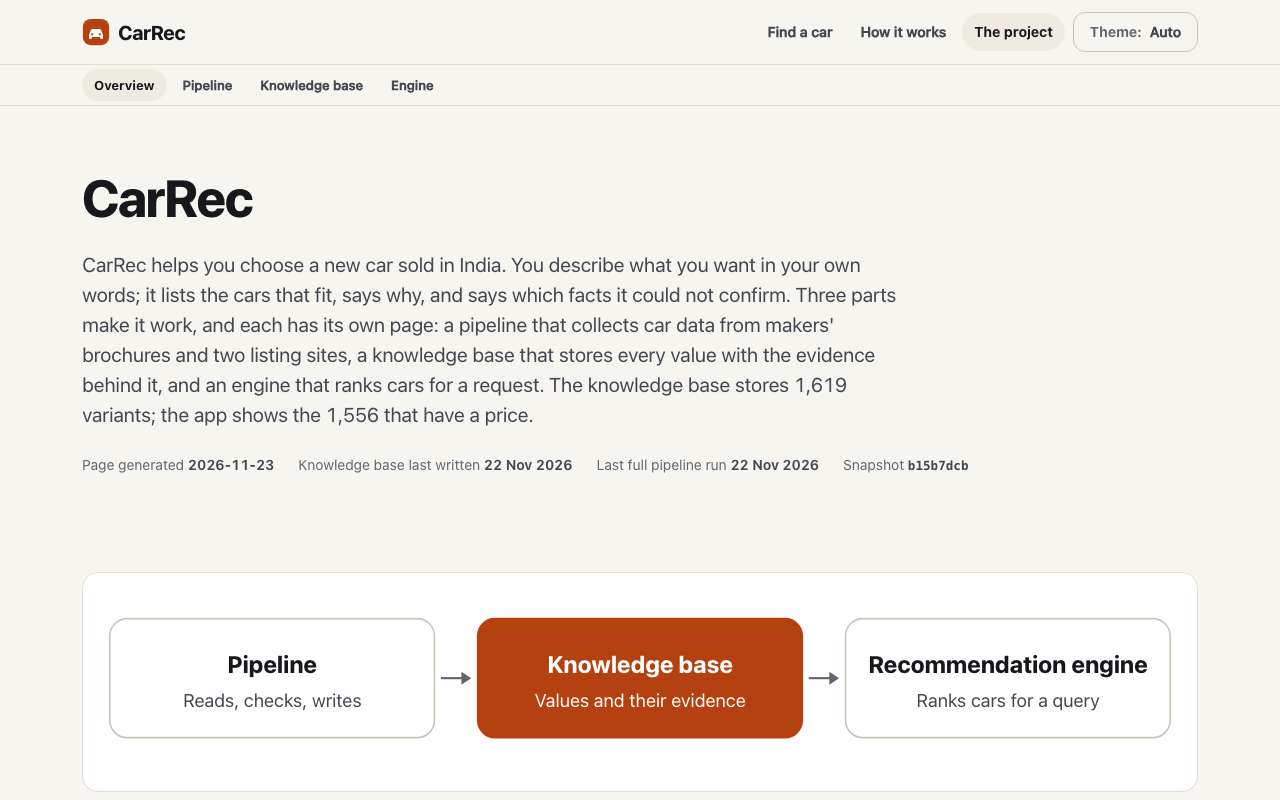 CarRec
Find a car
How it works
The project
Theme: Auto
Overview
Pipeline
Knowledge base
Engine
CarRec
CarRec helps you choose a new car sold in India. You describe what you want in your own
words; it lists the cars that fit, says why, and says which facts it could not confirm. Three parts
make it work, and each has its own page: a pipeline that collects car data from makers'
brochures and two listing sites, a knowledge base that stores every value with the evidence
behind it, and an engine that ranks cars for a request. The knowledge base stores 1,619
variants; the app shows the 1,556 that have a price.
Page generated 2026-11-23
Knowledge base last written 22 Nov 2026
Last full pipeline run 22 Nov 2026
Snapshot b15b7dcb
Pipeline
Reads, checks, writes
Knowledge base
Values and their evidence
Recommendation engine
Ranks cars for a query